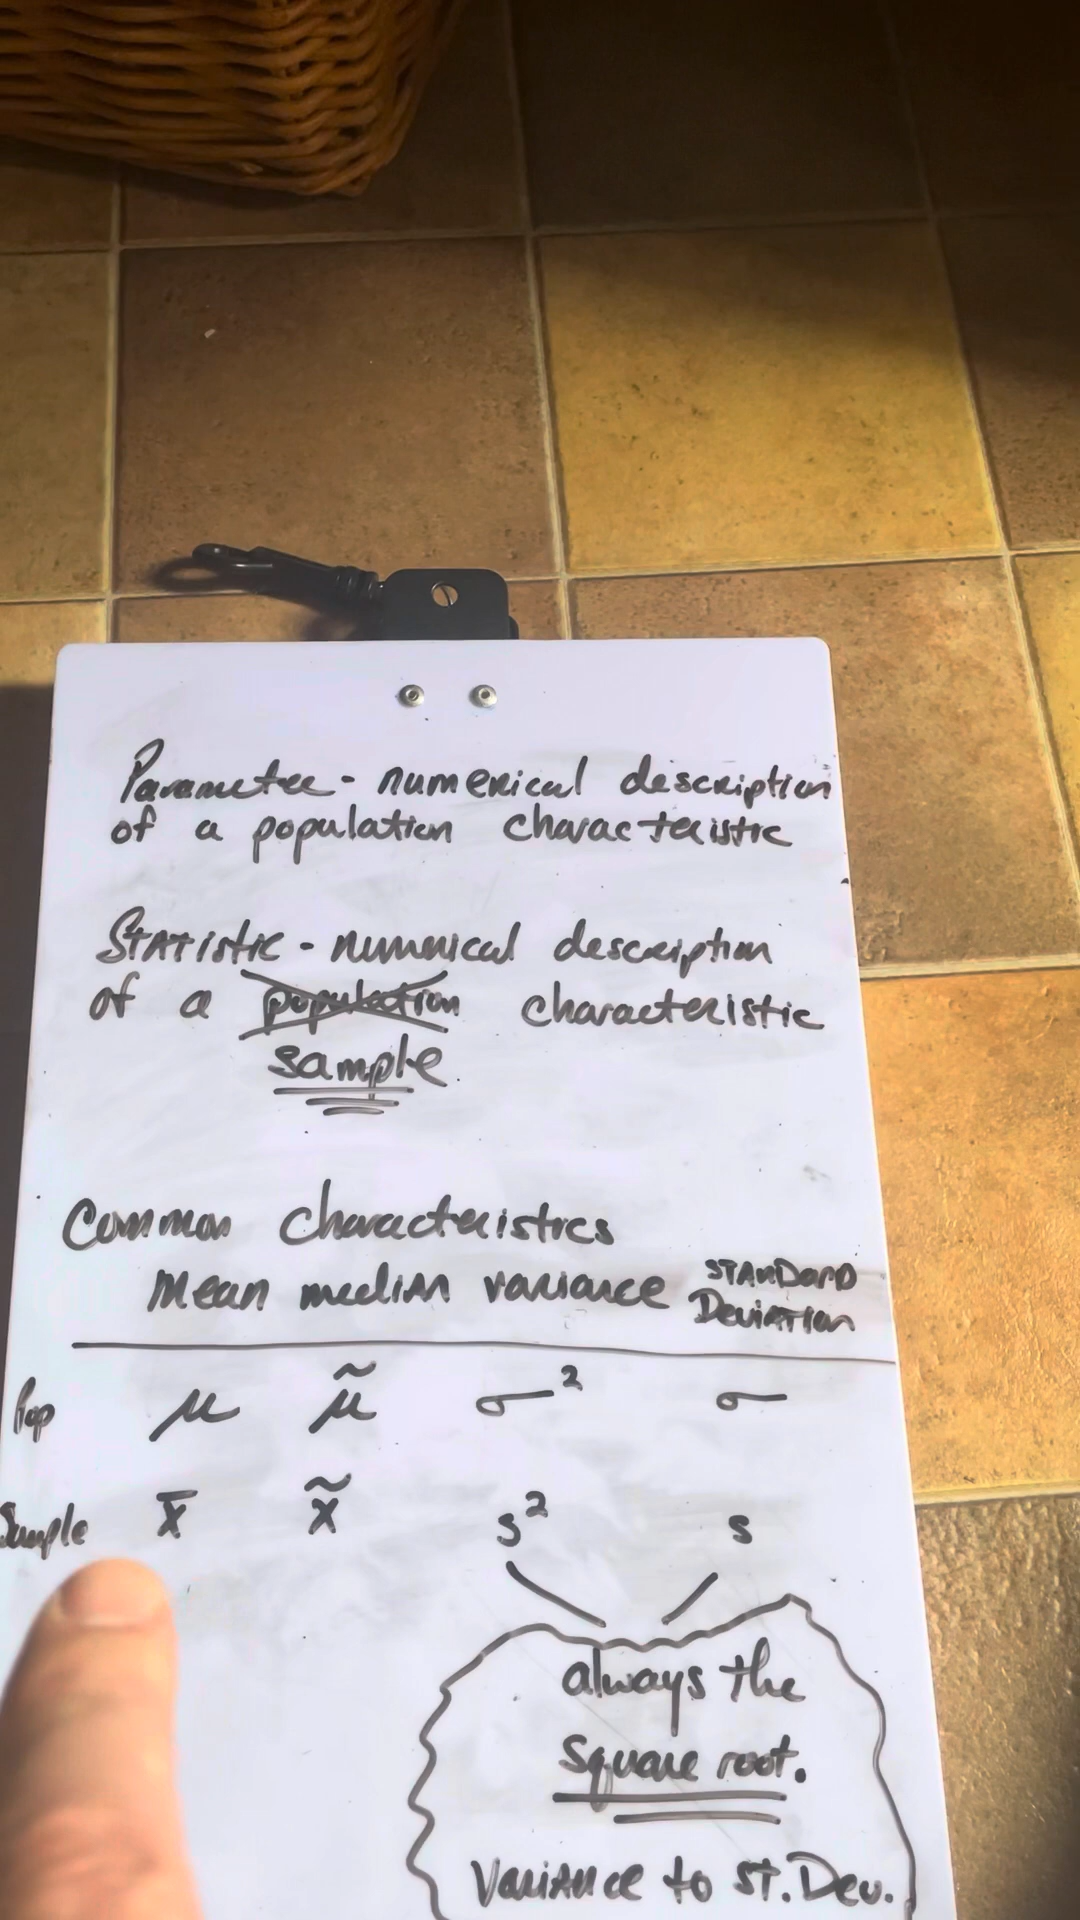 Parameter - numerical description
of a population characteristic
Statistic - numerical description
of a population characteristic
sample
Common Characteristics
mean median variance STANDARD DeviATION
Pop μ μ̃ σ² σ
Sample x̄ x̃ s² s
always the
square root.
Variance to St. Dev.